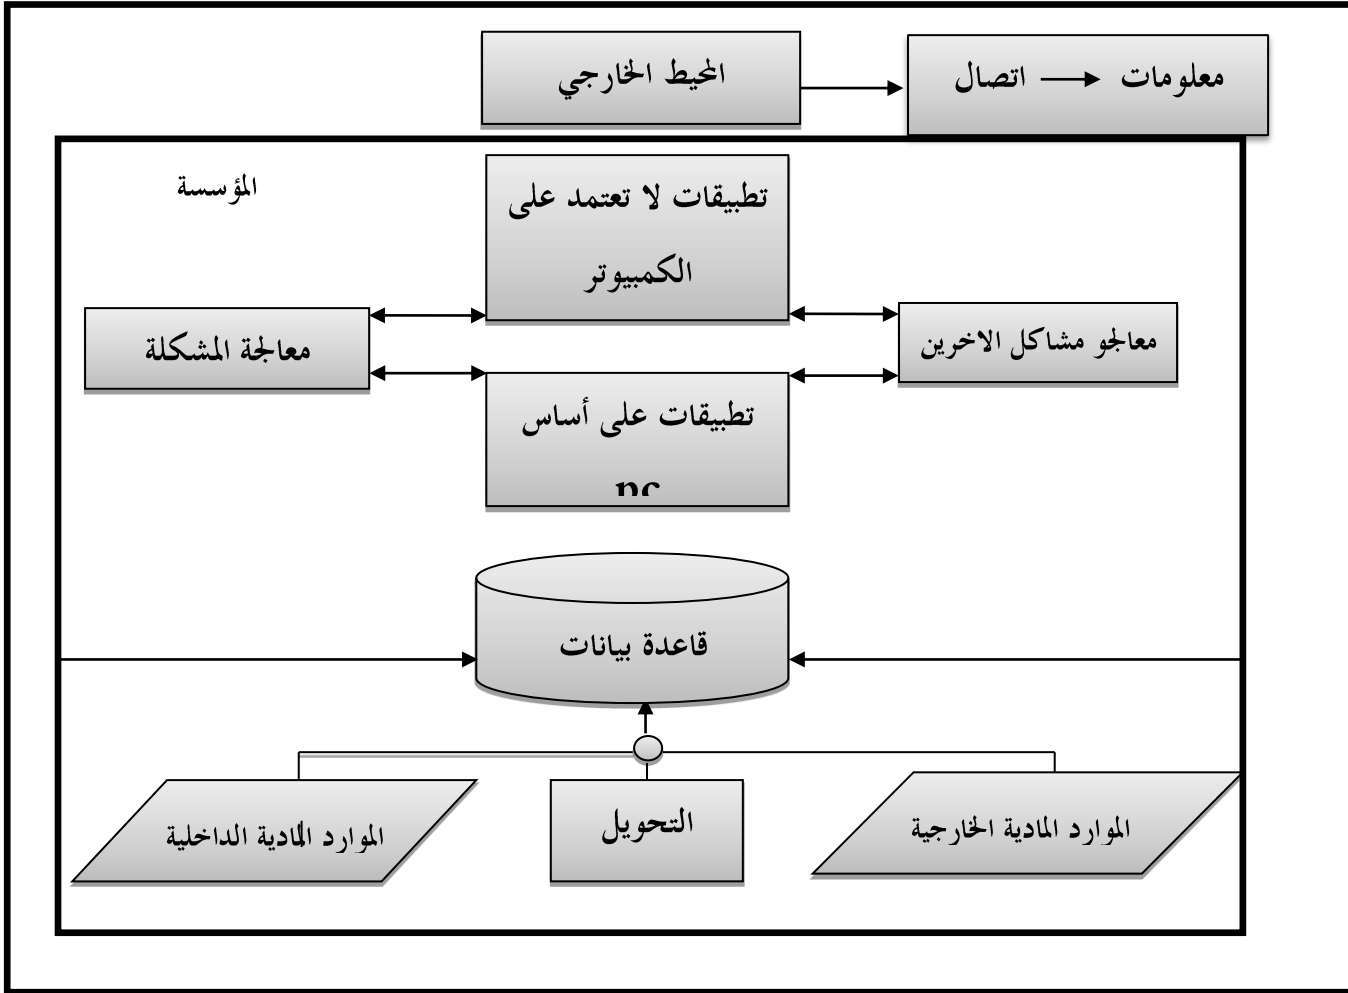 المحيط الخارجي
معلومات ⟶ اتصال
المؤسسة
تطبيقات لا تعتمد على
الكمبيوتر
معالجو مشاكل الاخرين
معالجة المشكلة
تطبيقات على أساس
pc
قاعدة بيانات
الموارد المادية الخارجية
التحويل
الموارد المادية الداخلية